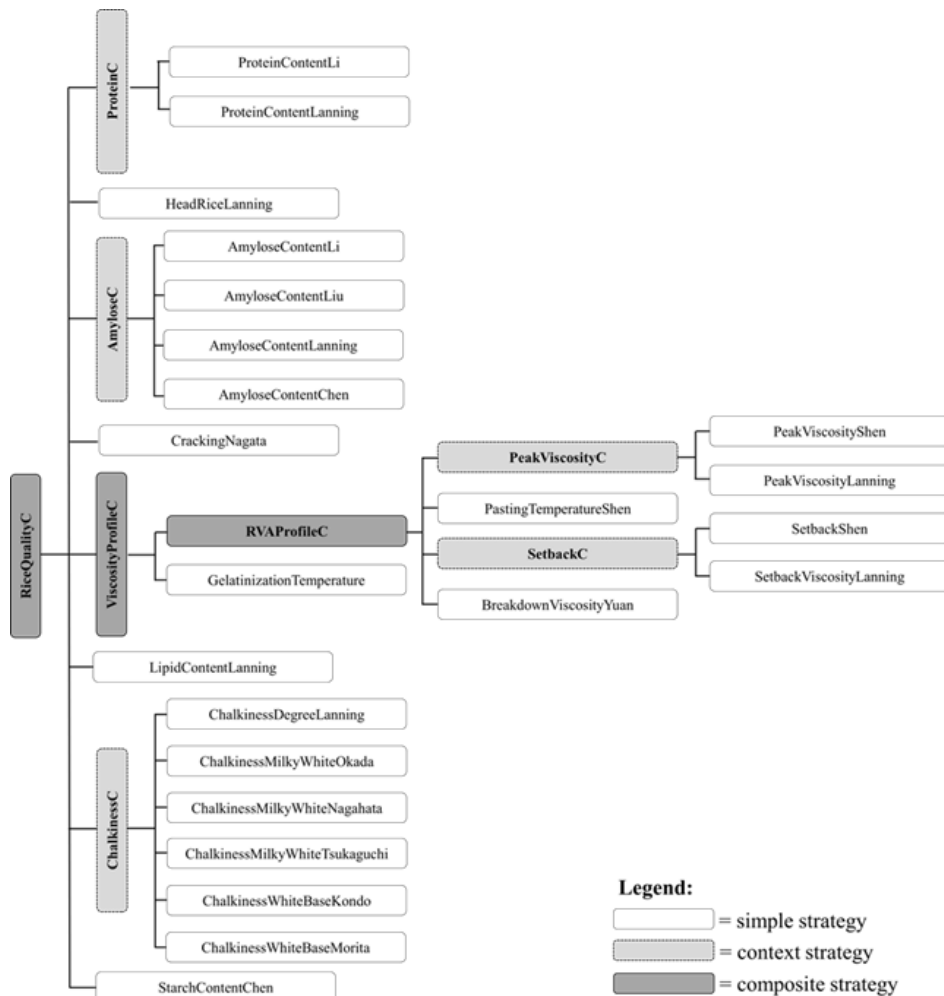 RiceQualityC
ProteinC
ProteinContentLi
ProteinContentLanning
HeadRiceLanning
AmyloseC
AmyloseContentLi
AmyloseContentLiu
AmyloseContentLanning
AmyloseContentChen
CrackingNagata
ViscosityProfileC
RVAProfileC
PeakViscosityC
PeakViscosityShen
PeakViscosityLanning
PastingTemperatureShen
SetbackC
SetbackShen
SetbackViscosityLanning
BreakdownViscosityYuan
GelatinizationTemperature
LipidContentLanning
ChalkinessC
ChalkinessDegreeLanning
ChalkinessMilkyWhiteOkada
ChalkinessMilkyWhiteNagahata
ChalkinessMilkyWhiteTsukaguchi
ChalkinessWhiteBaseKondo
ChalkinessWhiteBaseMorita
StarchContentChen
Legend:
= simple strategy
= context strategy
= composite strategy